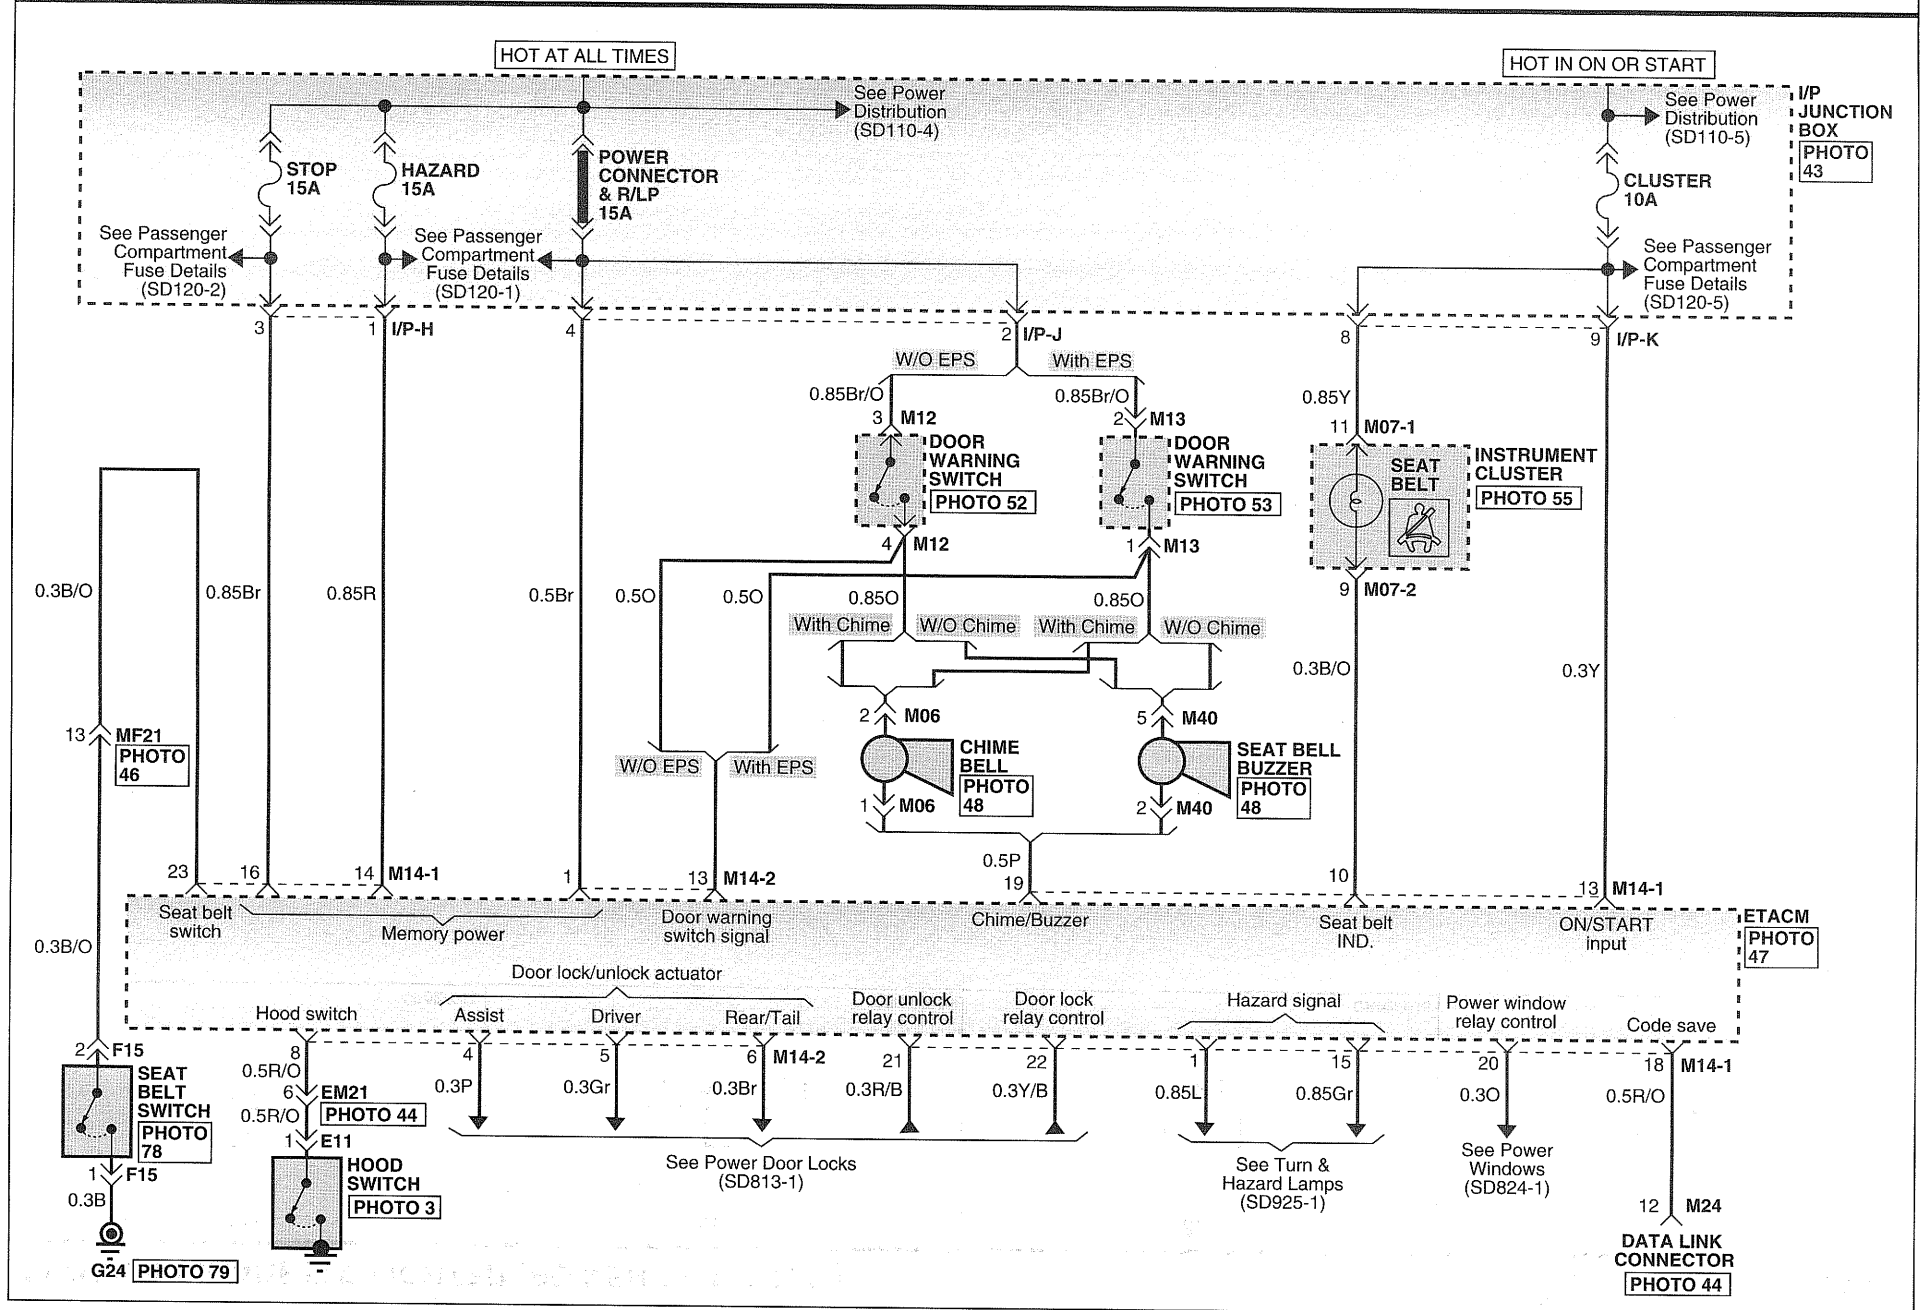 HOT AT ALL TIMES
HOT IN ON OR START
See Power
Distribution
(SD110-4)
See Power
Distribution
(SD110-5)
I/P
JUNCTION
BOX
PHOTO
43
STOP
15A
HAZARD
15A
POWER
CONNECTOR
& R/LP
15A
CLUSTER
10A
See Passenger
Compartment
Fuse Details
(SD120-2)
See Passenger
Compartment
Fuse Details
(SD120-1)
See Passenger
Compartment
Fuse Details
(SD120-5)
3
1
I/P-H
4
2
I/P-J
8
9
I/P-K
W/O EPS
With EPS
0.85Br/O
0.85Br/O
0.85Y
3
M12
2
M13
11
M07-1
DOOR
WARNING
SWITCH
PHOTO 52
DOOR
WARNING
SWITCH
PHOTO 53
SEAT
BELT
INSTRUMENT
CLUSTER
PHOTO 55
4
M12
1
M13
9
M07-2
0.3B/O
0.85Br
0.85R
0.5Br
0.5O
0.5O
0.85O
0.85O
With Chime
W/O Chime
With Chime
W/O Chime
0.3B/O
0.3Y
2
M06
5
M40
13
MF21
PHOTO
46
W/O EPS
With EPS
CHIME
BELL
PHOTO
48
SEAT BELL
BUZZER
PHOTO
48
1
M06
2
M40
0.5P
23
16
14
M14-1
1
13
M14-2
19
10
13
M14-1
Seat belt
switch
Memory power
Door warning
switch signal
Chime/Buzzer
Seat belt
IND.
ON/START
input
ETACM
PHOTO
47
0.3B/O
Door lock/unlock actuator
Hood switch
Assist
Driver
Rear/Tail
Door unlock
relay control
Door lock
relay control
Hazard signal
Power window
relay control
Code save
2
F15
8
4
5
6
M14-2
21
22
1
15
20
18
M14-1
SEAT
BELT
SWITCH
PHOTO
78
0.5R/O
6
EM21
PHOTO 44
0.5R/O
1
E11
0.3P
0.3Gr
0.3Br
0.3R/B
0.3Y/B
0.85L
0.85Gr
0.3O
0.5R/O
1
F15
0.3B
HOOD
SWITCH
PHOTO 3
See Power Door Locks
(SD813-1)
See Turn &
Hazard Lamps
(SD925-1)
See Power
Windows
(SD824-1)
12
M24
DATA LINK
CONNECTOR
PHOTO 44
G24
PHOTO 79